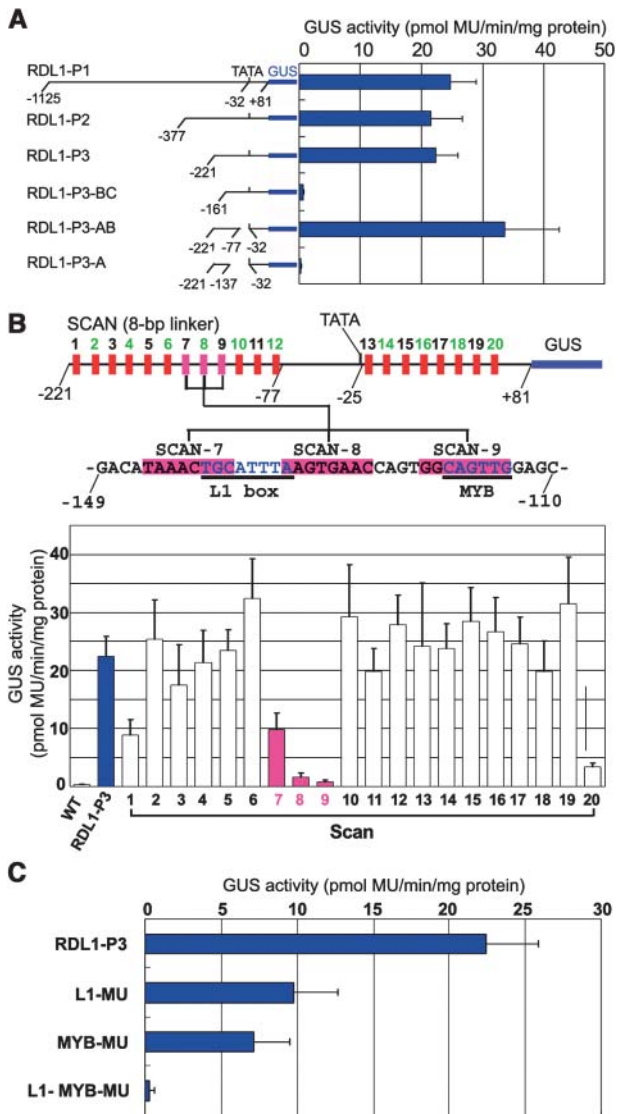 A
GUS activity (pmol MU/min/mg protein)
0 10 20 30 40 50
RDL1-P1
TATA GUS
-1125 -32 +81
RDL1-P2
-377
RDL1-P3
-221
RDL1-P3-BC
-161
RDL1-P3-AB
-221 -77 -32
RDL1-P3-A
-221 -137 -32
B
SCAN (8-bp linker)
TATA
1 2 3 4 5 6 7 8 9 10 11 12 13 14 15 16 17 18 19 20
GUS
-221 -77 -25 +81
SCAN-7 SCAN-8 SCAN-9
-GACATAAACTGCATTTAAGTGAACCAGTGGCAGTTGGAGC-
-149 L1 box MYB -110
GUS activity
(pmol MU/min/mg protein)
40
30
20
10
0
WT RDL1-P3 1 2 3 4 5 6 7 8 9 10 11 12 13 14 15 16 17 18 19 20
Scan
C
GUS activity (pmol MU/min/mg protein)
0 5 10 15 20 25 30
RDL1-P3
L1-MU
MYB-MU
L1- MYB-MU